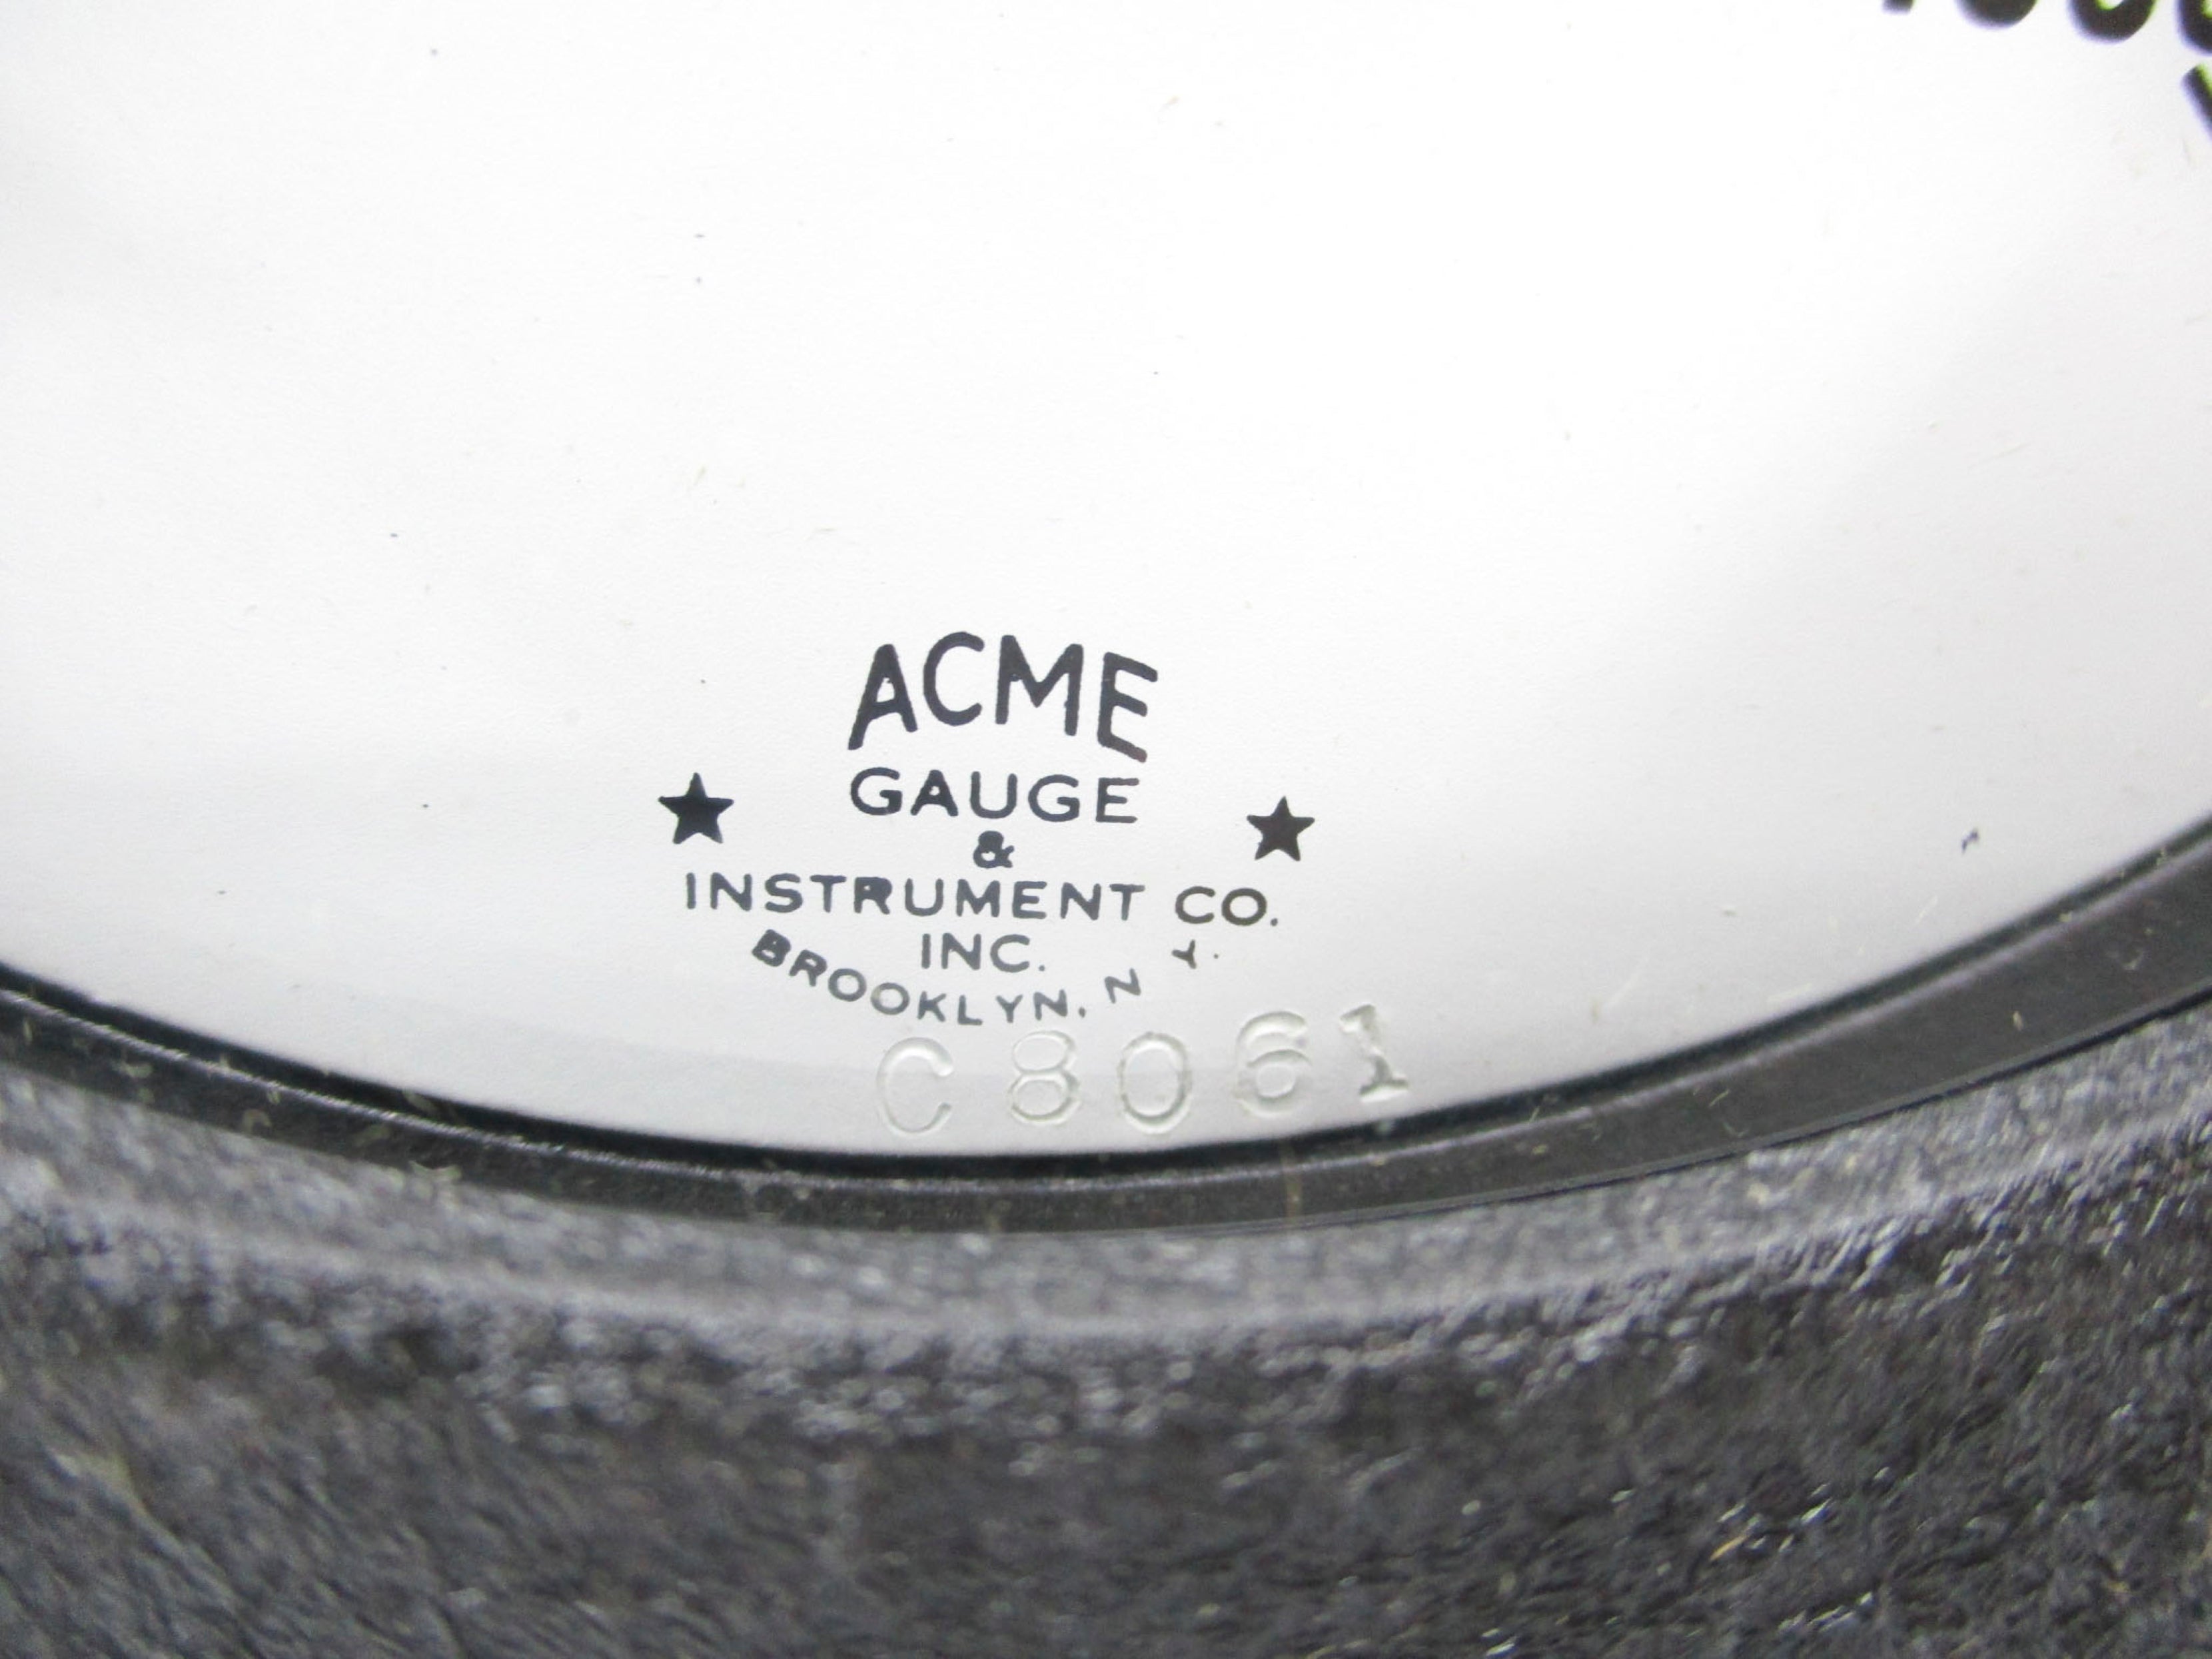 ACME
GAUGE
&
INSTRUMENT CO.
INC.
BROOKLYN. N Y.
C8061